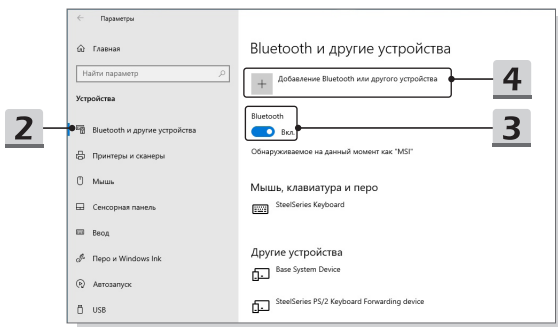 Параметры
Главная
Найти параметр
Устройства
Bluetooth и другие устройства
Принтеры и сканеры
Мышь
Сенсорная панель
Ввод
Перо и Windows Ink
Автозапуск
USB
2
Bluetooth и другие устройства
Добавление Bluetooth или другого устройства
4
Bluetooth
Вкл.
3
Обнаруживаемое на данный момент как "MSI"
Мышь, клавиатура и перо
SteelSeries Keyboard
Другие устройства
Base System Device
SteelSeries PS/2 Keyboard Forwarding device